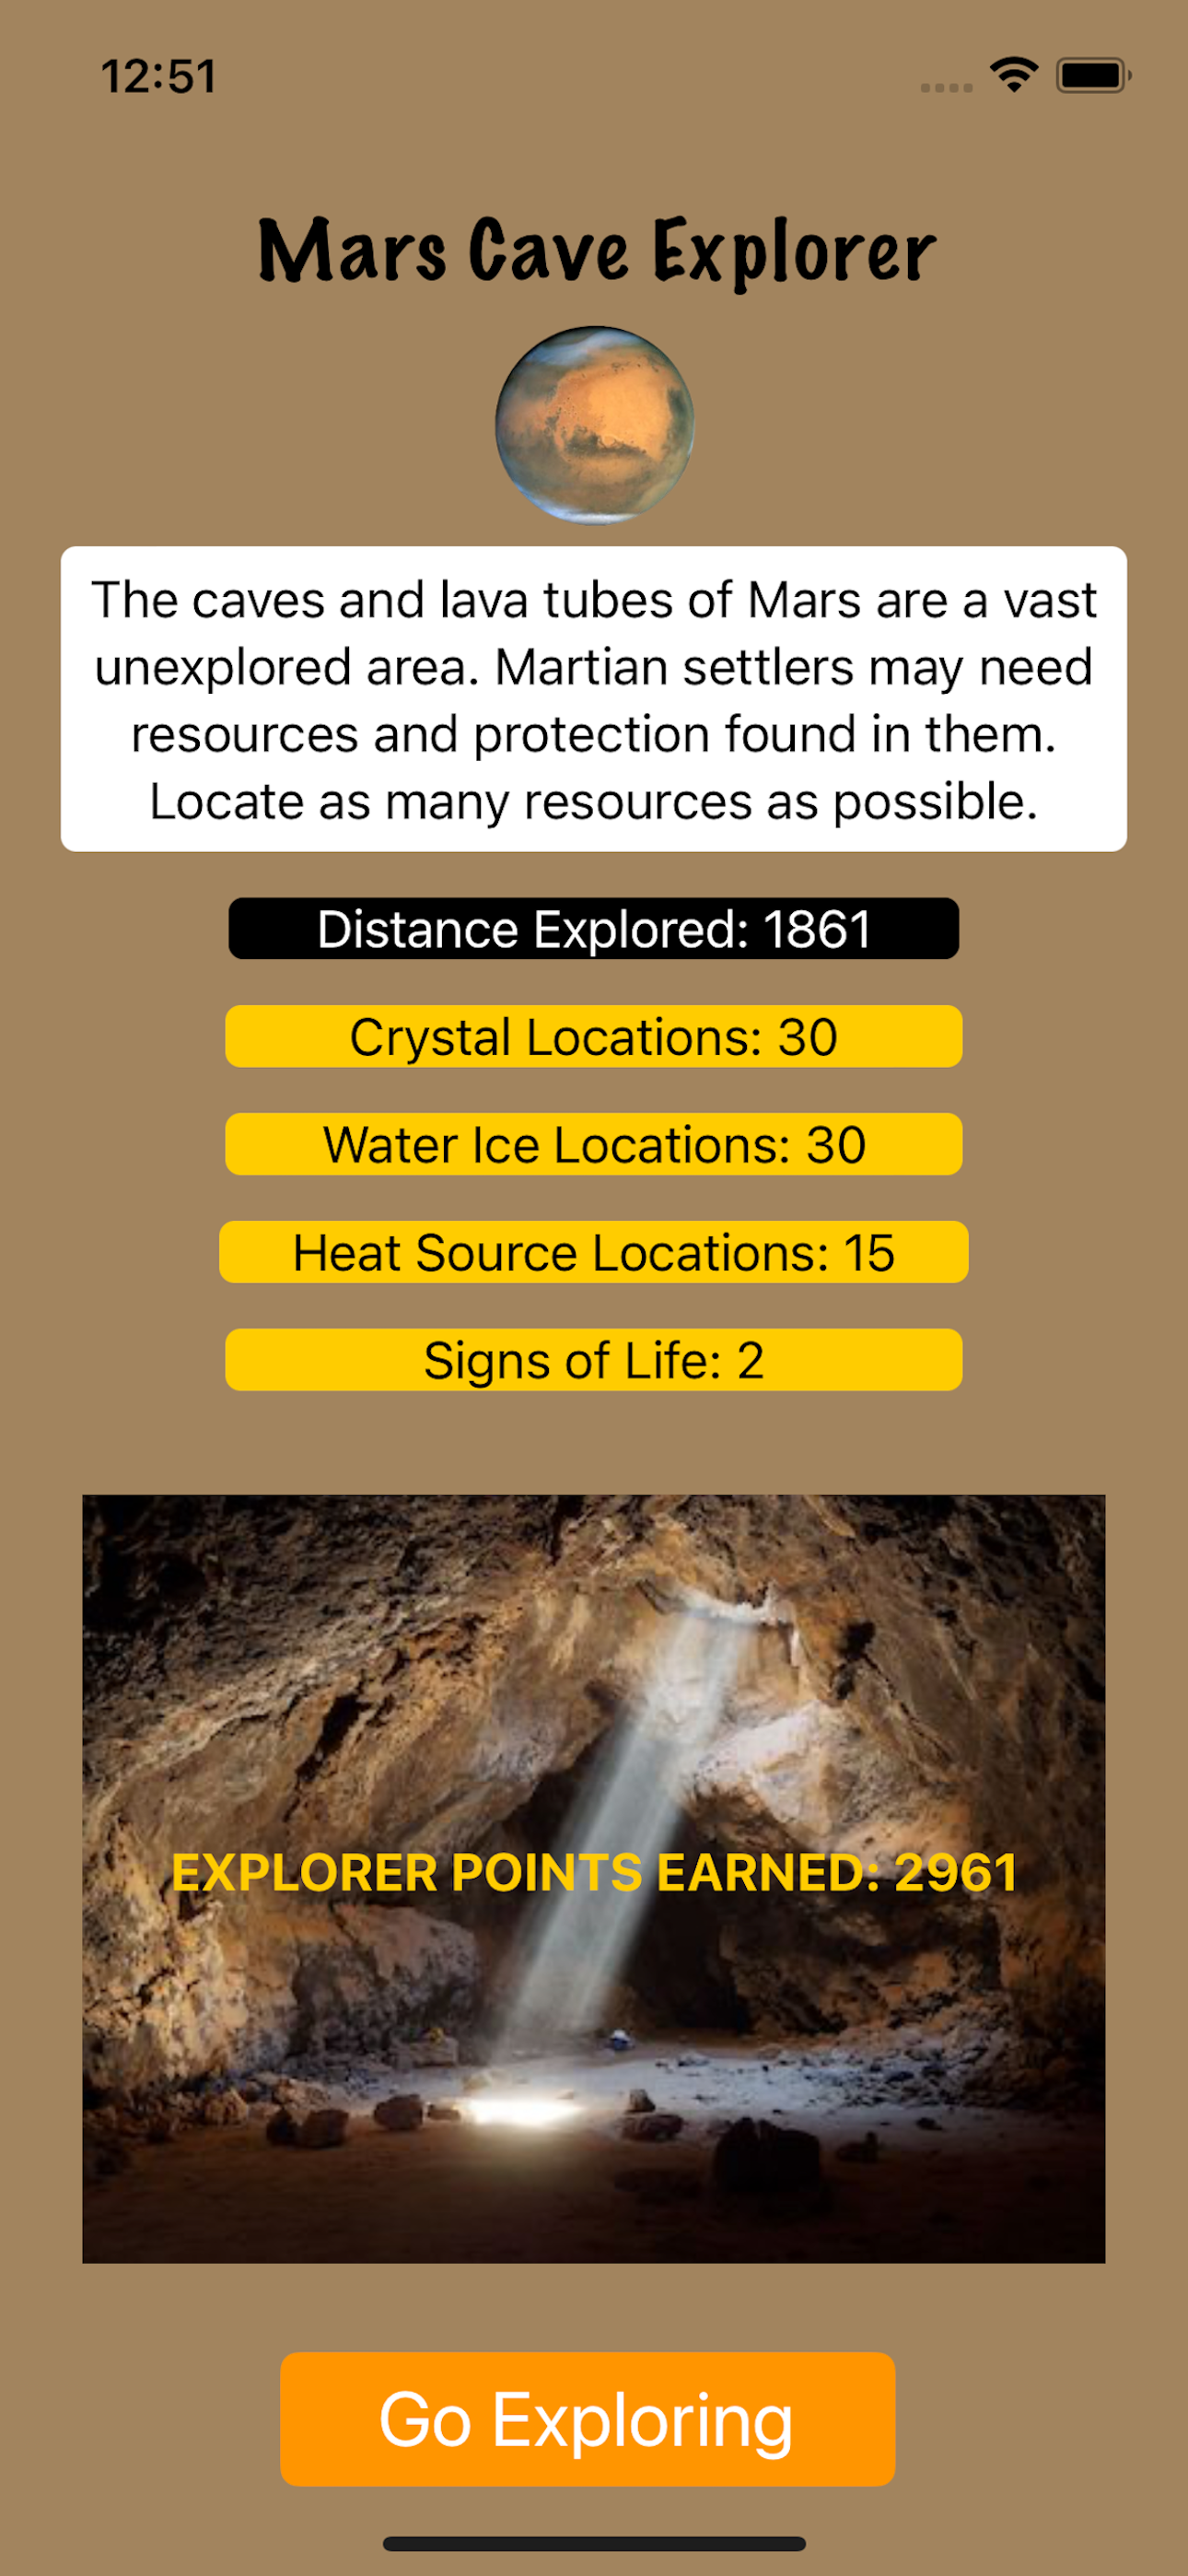 12:51
Mars Cave Explorer
The caves and lava tubes of Mars are a vast
unexplored area. Martian settlers may need
resources and protection found in them.
Locate as many resources as possible.
Distance Explored: 1861
Crystal Locations: 30
Water Ice Locations: 30
Heat Source Locations: 15
Signs of Life: 2
EXPLORER POINTS EARNED: 2961
Go Exploring